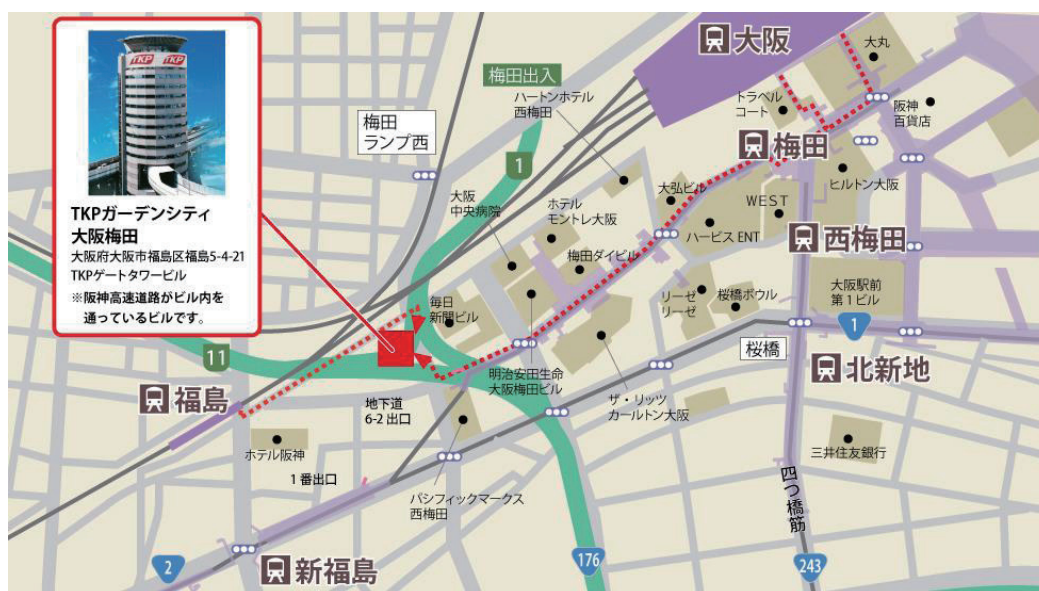 TKP
TKP
TKPガーデンシティ
大阪梅田
大阪府大阪市福島区福島5-4-21
TKPゲートタワービル
※阪神高速道路がビル内を
通っているビルです。
大阪
大丸
梅田出入
ハートンホテル
西梅田
トラベル
コート
阪神
百貨店
梅田
ランプ西
梅田
1
ヒルトン大阪
大阪
中央病院
ホテル
モントレ大阪
大弘ビル
WEST
ハービス ENT
西梅田
梅田ダイビル
リーゼ
リーゼ
桜橋ボウル
大阪駅前
第1ビル
毎日
新聞ビル
1
桜橋
11
明治安田生命
大阪梅田ビル
北新地
福島
地下道
6-2 出口
ザ・リッツ
カールトン大阪
ホテル阪神
三井住友銀行
1 番出口
四つ橋筋
パシフィックマークス
西梅田
2
新福島
176
243